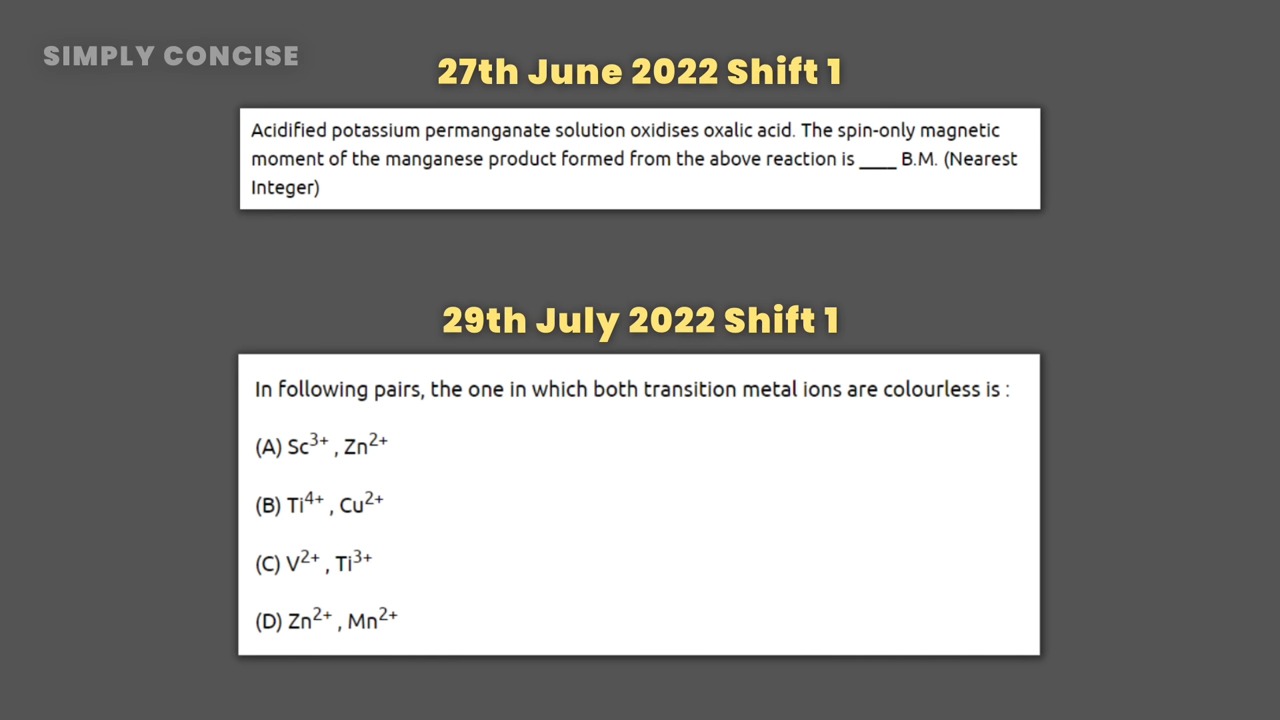 SIMPLY CONCISE
27th June 2022 Shift 1
Acidified potassium permanganate solution oxidises oxalic acid. The spin-only magnetic
moment of the manganese product formed from the above reaction is ____ B.M. (Nearest
Integer)
29th July 2022 Shift 1
In following pairs, the one in which both transition metal ions are colourless is :
(A) Sc³⁺ , Zn²⁺
(B) Ti⁴⁺ , Cu²⁺
(C) V²⁺ , Ti³⁺
(D) Zn²⁺ , Mn²⁺